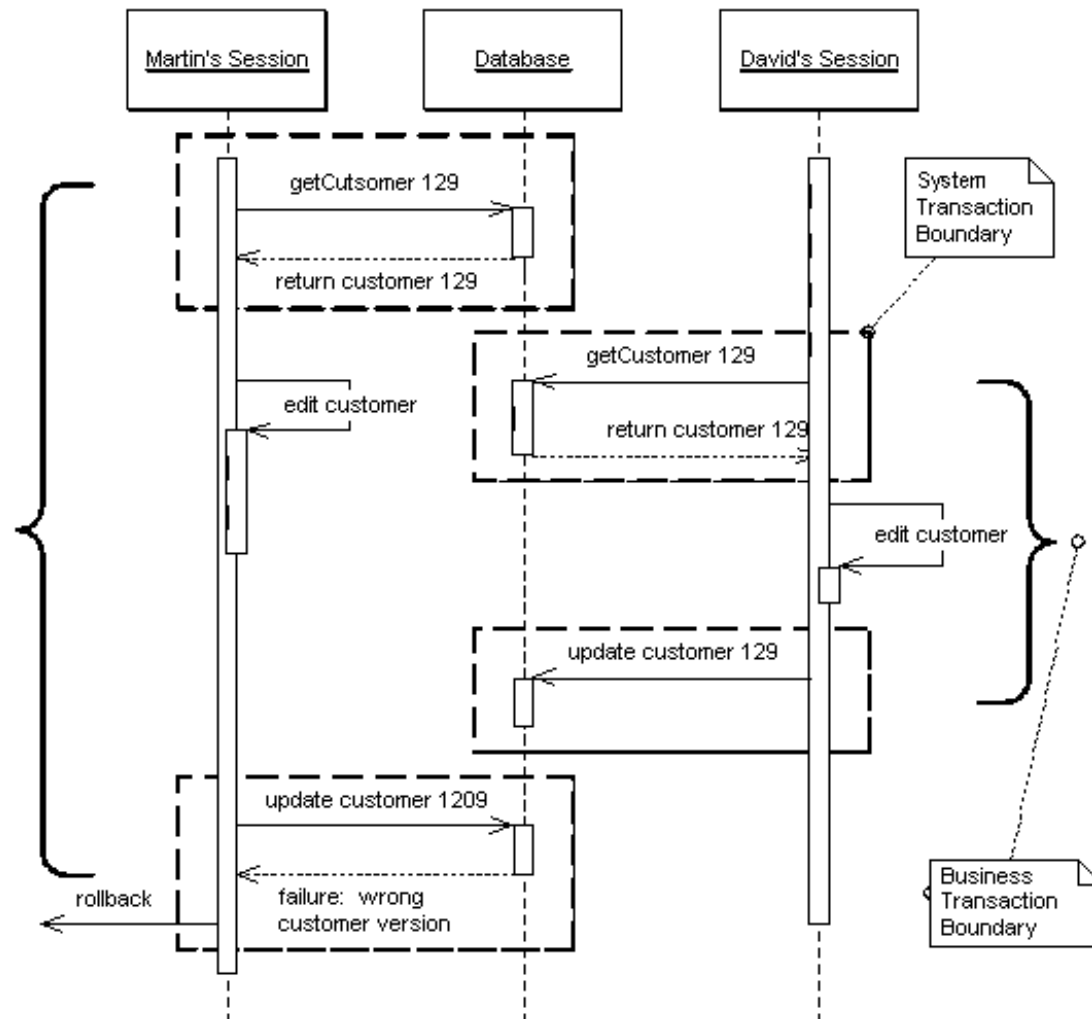 Martin's Session
Database
David's Session
getCutsomer 129
System
Transaction
Boundary
return customer 129
getCustomer 129
edit customer
return customer 129
edit customer
update customer 129
update customer 1209
failure: wrong
customer version
rollback
Business
Transaction
Boundary